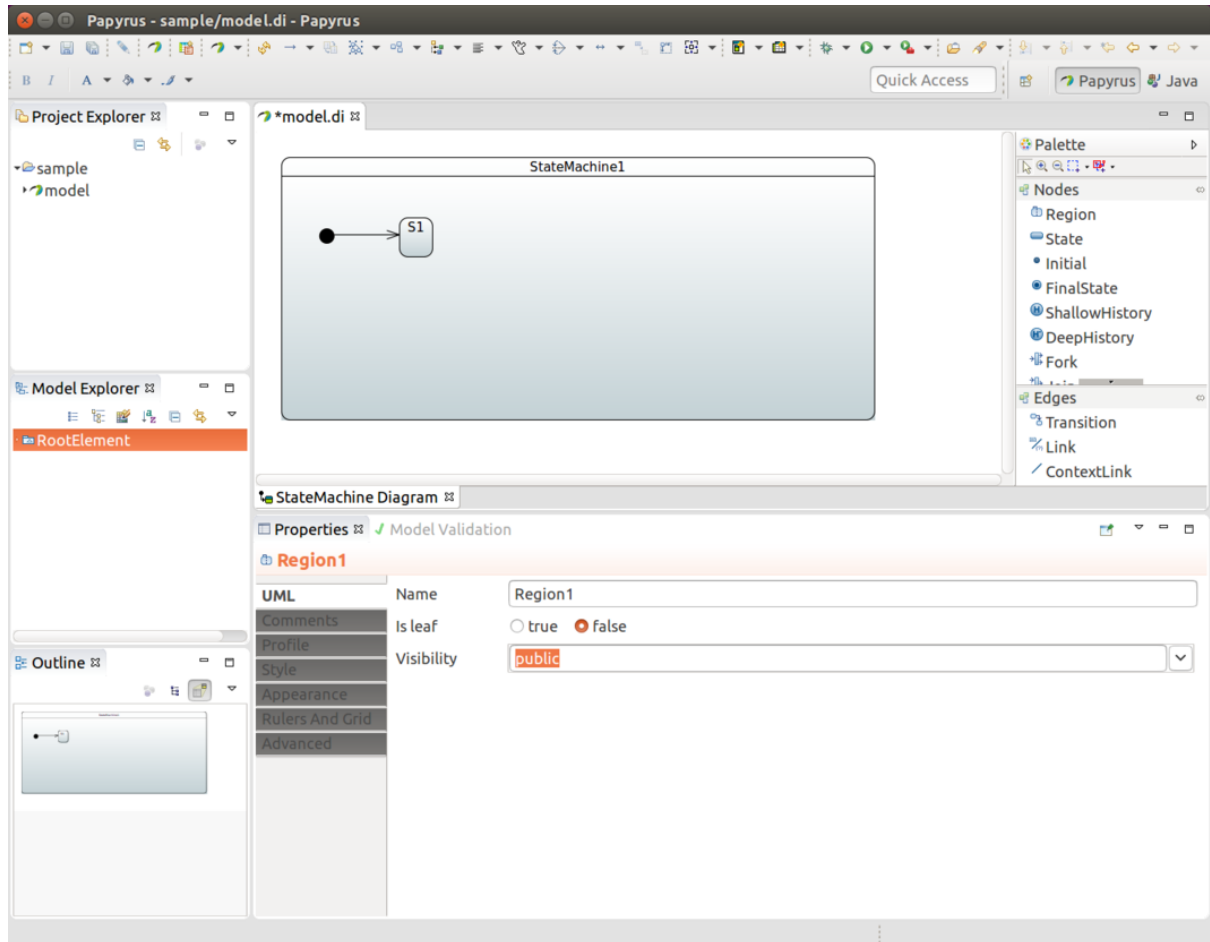 Papyrus - sample/model.di - Papyrus
B I A
Quick Access
Papyrus
Java
Project Explorer
sample
model
*model.di
StateMachine1
S1
Palette
Nodes
Region
State
Initial
FinalState
ShallowHistory
DeepHistory
Fork
Edges
Transition
Link
ContextLink
Model Explorer
RootElement
StateMachine Diagram
Outline
Properties
Model Validation
Region1
UML
Comments
Profile
Style
Appearance
Rulers And Grid
Advanced
Name
Region1
Is leaf
true
false
Visibility
public